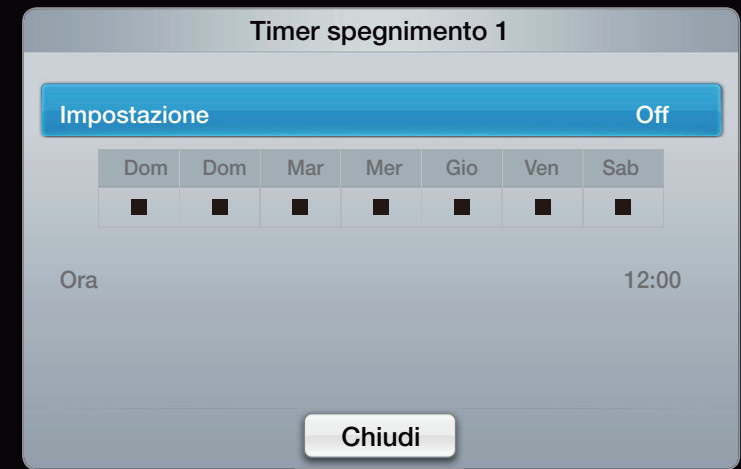 Timer spegnimento 1
Impostazione Off
Dom Dom Mar Mer Gio Ven Sab
Ora 12:00
Chiudi